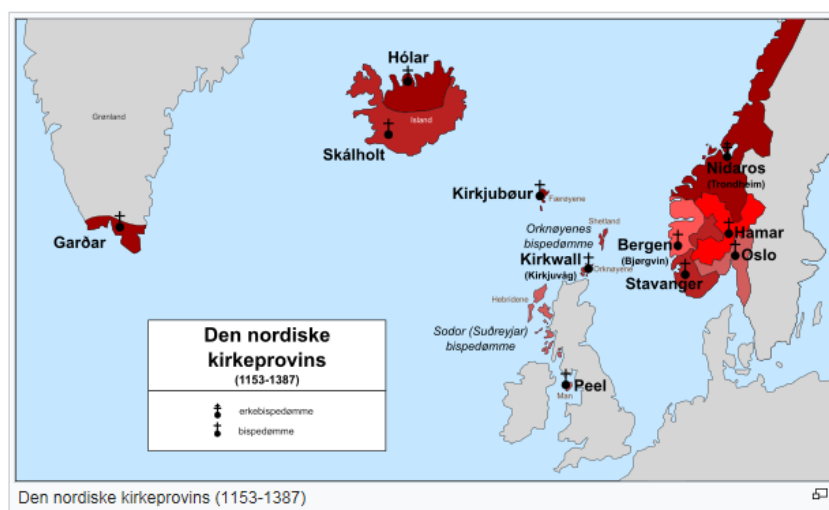 Hólar
Grønland
Island
Skálholt
Nidaros
(Trondheim)
Kirkjubøur
Færøyene
Shetland
Garðar
Orknøyenes
bispedømme
Hamar
Bergen
(Bjørgvin)
Oslo
Kirkwall
(Kirkjuvåg)
Orknøyene
Stavanger
Hebridene
Sodor (Suðreyjar)
bispedømme
Den nordiske
kirkeprovins
(1153-1387)
Peel
Man
erkebispedømme
bispedømme
Den nordiske kirkeprovins (1153-1387)